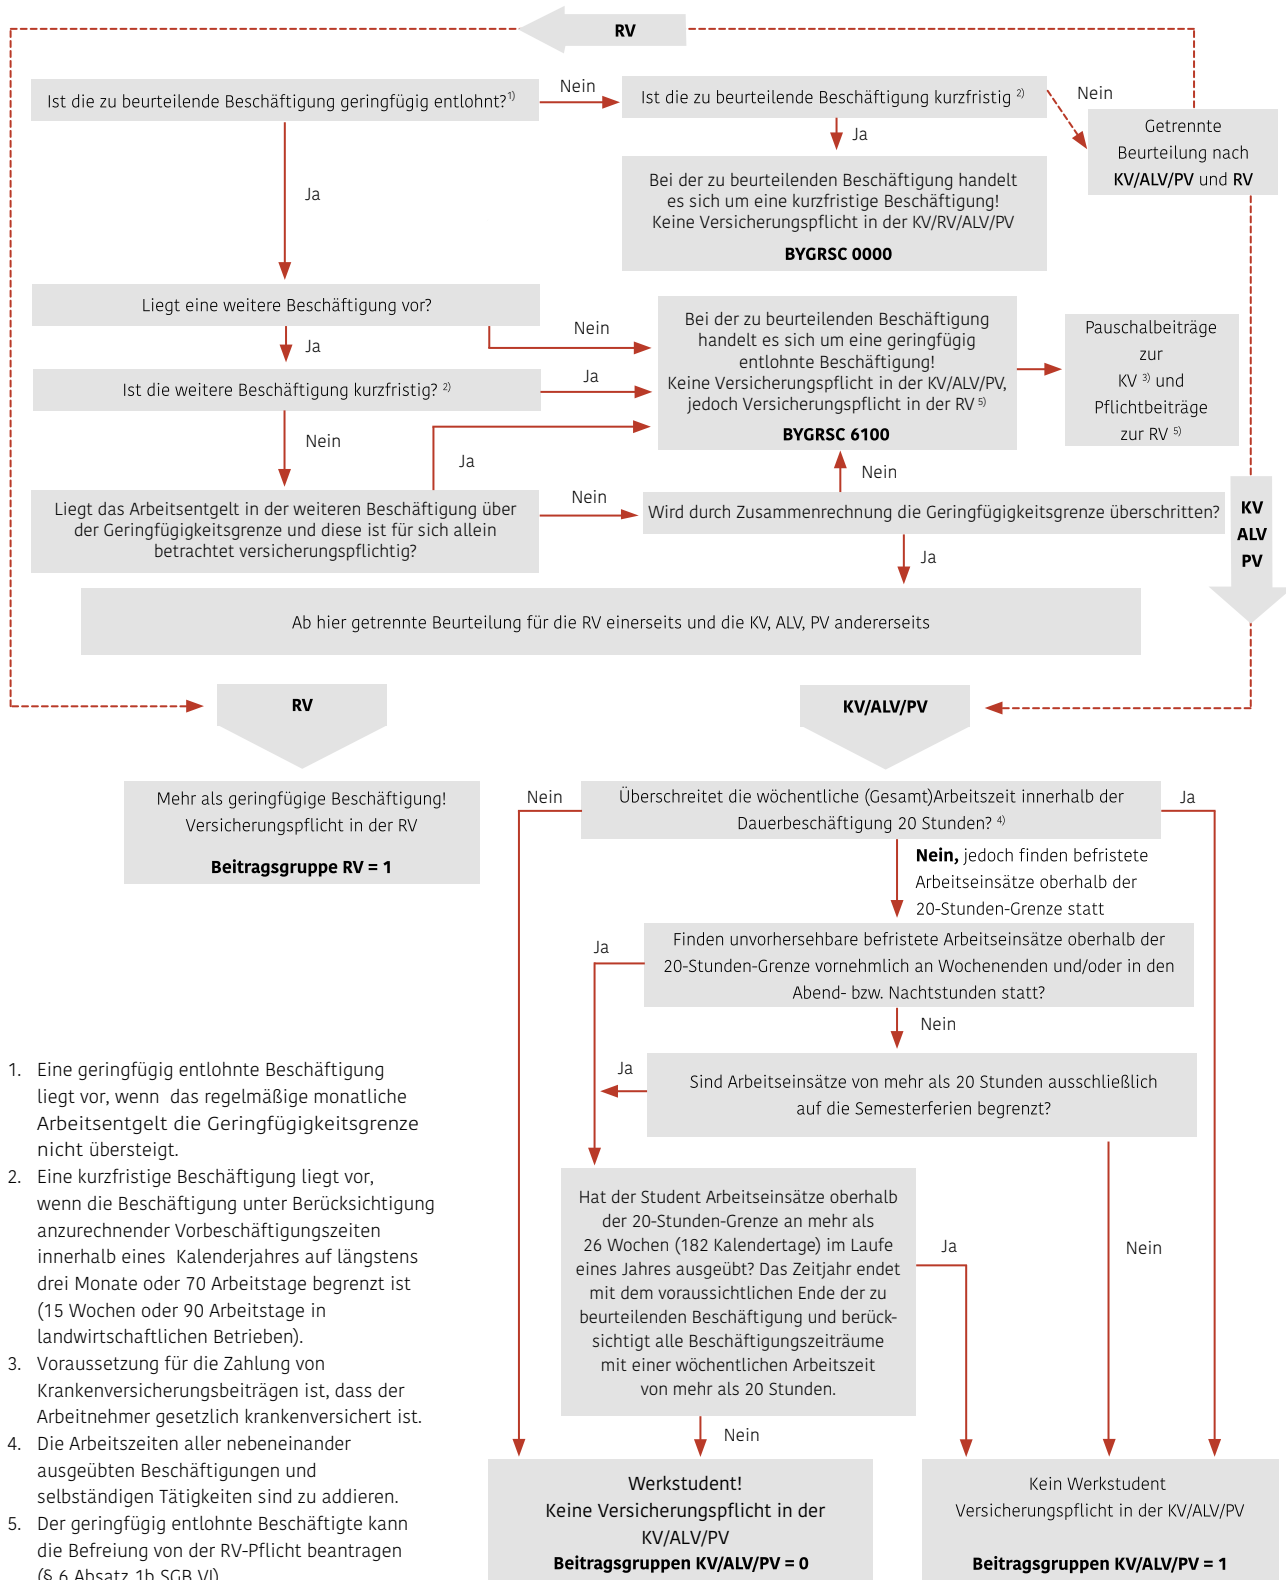 RV
Ist die zu beurteilende Beschäftigung geringfügig entlohnt?1)
Nein
Ist die zu beurteilende Beschäftigung kurzfristig 2)
Nein
Getrennte
Beurteilung nach
KV/ALV/PV und RV
Ja
Ja
Bei der zu beurteilenden Beschäftigung handelt
es sich um eine kurzfristige Beschäftigung!
Keine Versicherungspflicht in der KV/RV/ALV/PV
BYGRSC 0000
Liegt eine weitere Beschäftigung vor?
Nein
Ja
Bei der zu beurteilenden Beschäftigung
handelt es sich um eine geringfügig
entlohnte Beschäftigung!
Keine Versicherungspflicht in der KV/ALV/PV,
jedoch Versicherungspflicht in der RV 5)
BYGRSC 6100
Pauschalbeiträge
zur
KV 3) und
Pflichtbeiträge
zur RV 5)
Ist die weitere Beschäftigung kurzfristig? 2)
Ja
Nein
Ja
Nein
Liegt das Arbeitsentgelt in der weiteren Beschäftigung über
der Geringfügigkeitsgrenze und diese ist für sich allein
betrachtet versicherungspflichtig?
Nein
Wird durch Zusammenrechnung die Geringfügigkeitsgrenze überschritten?
KV
ALV
PV
Ja
Ab hier getrennte Beurteilung für die RV einerseits und die KV, ALV, PV andererseits
RV
KV/ALV/PV
Mehr als geringfügige Beschäftigung!
Versicherungspflicht in der RV
Beitragsgruppe RV = 1
Nein
Überschreitet die wöchentliche (Gesamt)Arbeitszeit innerhalb der
Dauerbeschäftigung 20 Stunden? 4)
Ja
Nein, jedoch finden befristete
Arbeitseinsätze oberhalb der
20-Stunden-Grenze statt
Ja
Finden unvorhersehbare befristete Arbeitseinsätze oberhalb der
20-Stunden-Grenze vornehmlich an Wochenenden und/oder in den
Abend- bzw. Nachtstunden statt?
Nein
Ja
Sind Arbeitseinsätze von mehr als 20 Stunden ausschließlich
auf die Semesterferien begrenzt?
Hat der Student Arbeitseinsätze oberhalb
der 20-Stunden-Grenze an mehr als
26 Wochen (182 Kalendertage) im Laufe
eines Jahres ausgeübt? Das Zeitjahr endet
mit dem voraussichtlichen Ende der zu
beurteilenden Beschäftigung und berück-
sichtigt alle Beschäftigungszeiträume
mit einer wöchentlichen Arbeitszeit
von mehr als 20 Stunden.
Ja
Nein
Nein
Werkstudent!
Keine Versicherungspflicht in der
KV/ALV/PV
Beitragsgruppen KV/ALV/PV = 0
Kein Werkstudent
Versicherungspflicht in der KV/ALV/PV
Beitragsgruppen KV/ALV/PV = 1
1. Eine geringfügig entlohnte Beschäftigung
liegt vor, wenn das regelmäßige monatliche
Arbeitsentgelt die Geringfügigkeitsgrenze
nicht übersteigt.
2. Eine kurzfristige Beschäftigung liegt vor,
wenn die Beschäftigung unter Berücksichtigung
anzurechnender Vorbeschäftigungszeiten
innerhalb eines Kalenderjahres auf längstens
drei Monate oder 70 Arbeitstage begrenzt ist
(15 Wochen oder 90 Arbeitstage in
landwirtschaftlichen Betrieben).
3. Voraussetzung für die Zahlung von
Krankenversicherungsbeiträgen ist, dass der
Arbeitnehmer gesetzlich krankenversichert ist.
4. Die Arbeitszeiten aller nebeneinander
ausgeübten Beschäftigungen und
selbständigen Tätigkeiten sind zu addieren.
5. Der geringfügig entlohnte Beschäftigte kann
die Befreiung von der RV-Pflicht beantragen
(§ 6 Absatz 1b SGB VI)